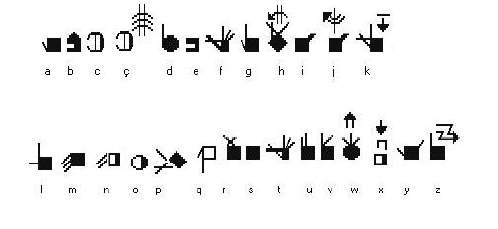 a b c ç d e f g h i j k
l m n o p q r s t u v w x y z